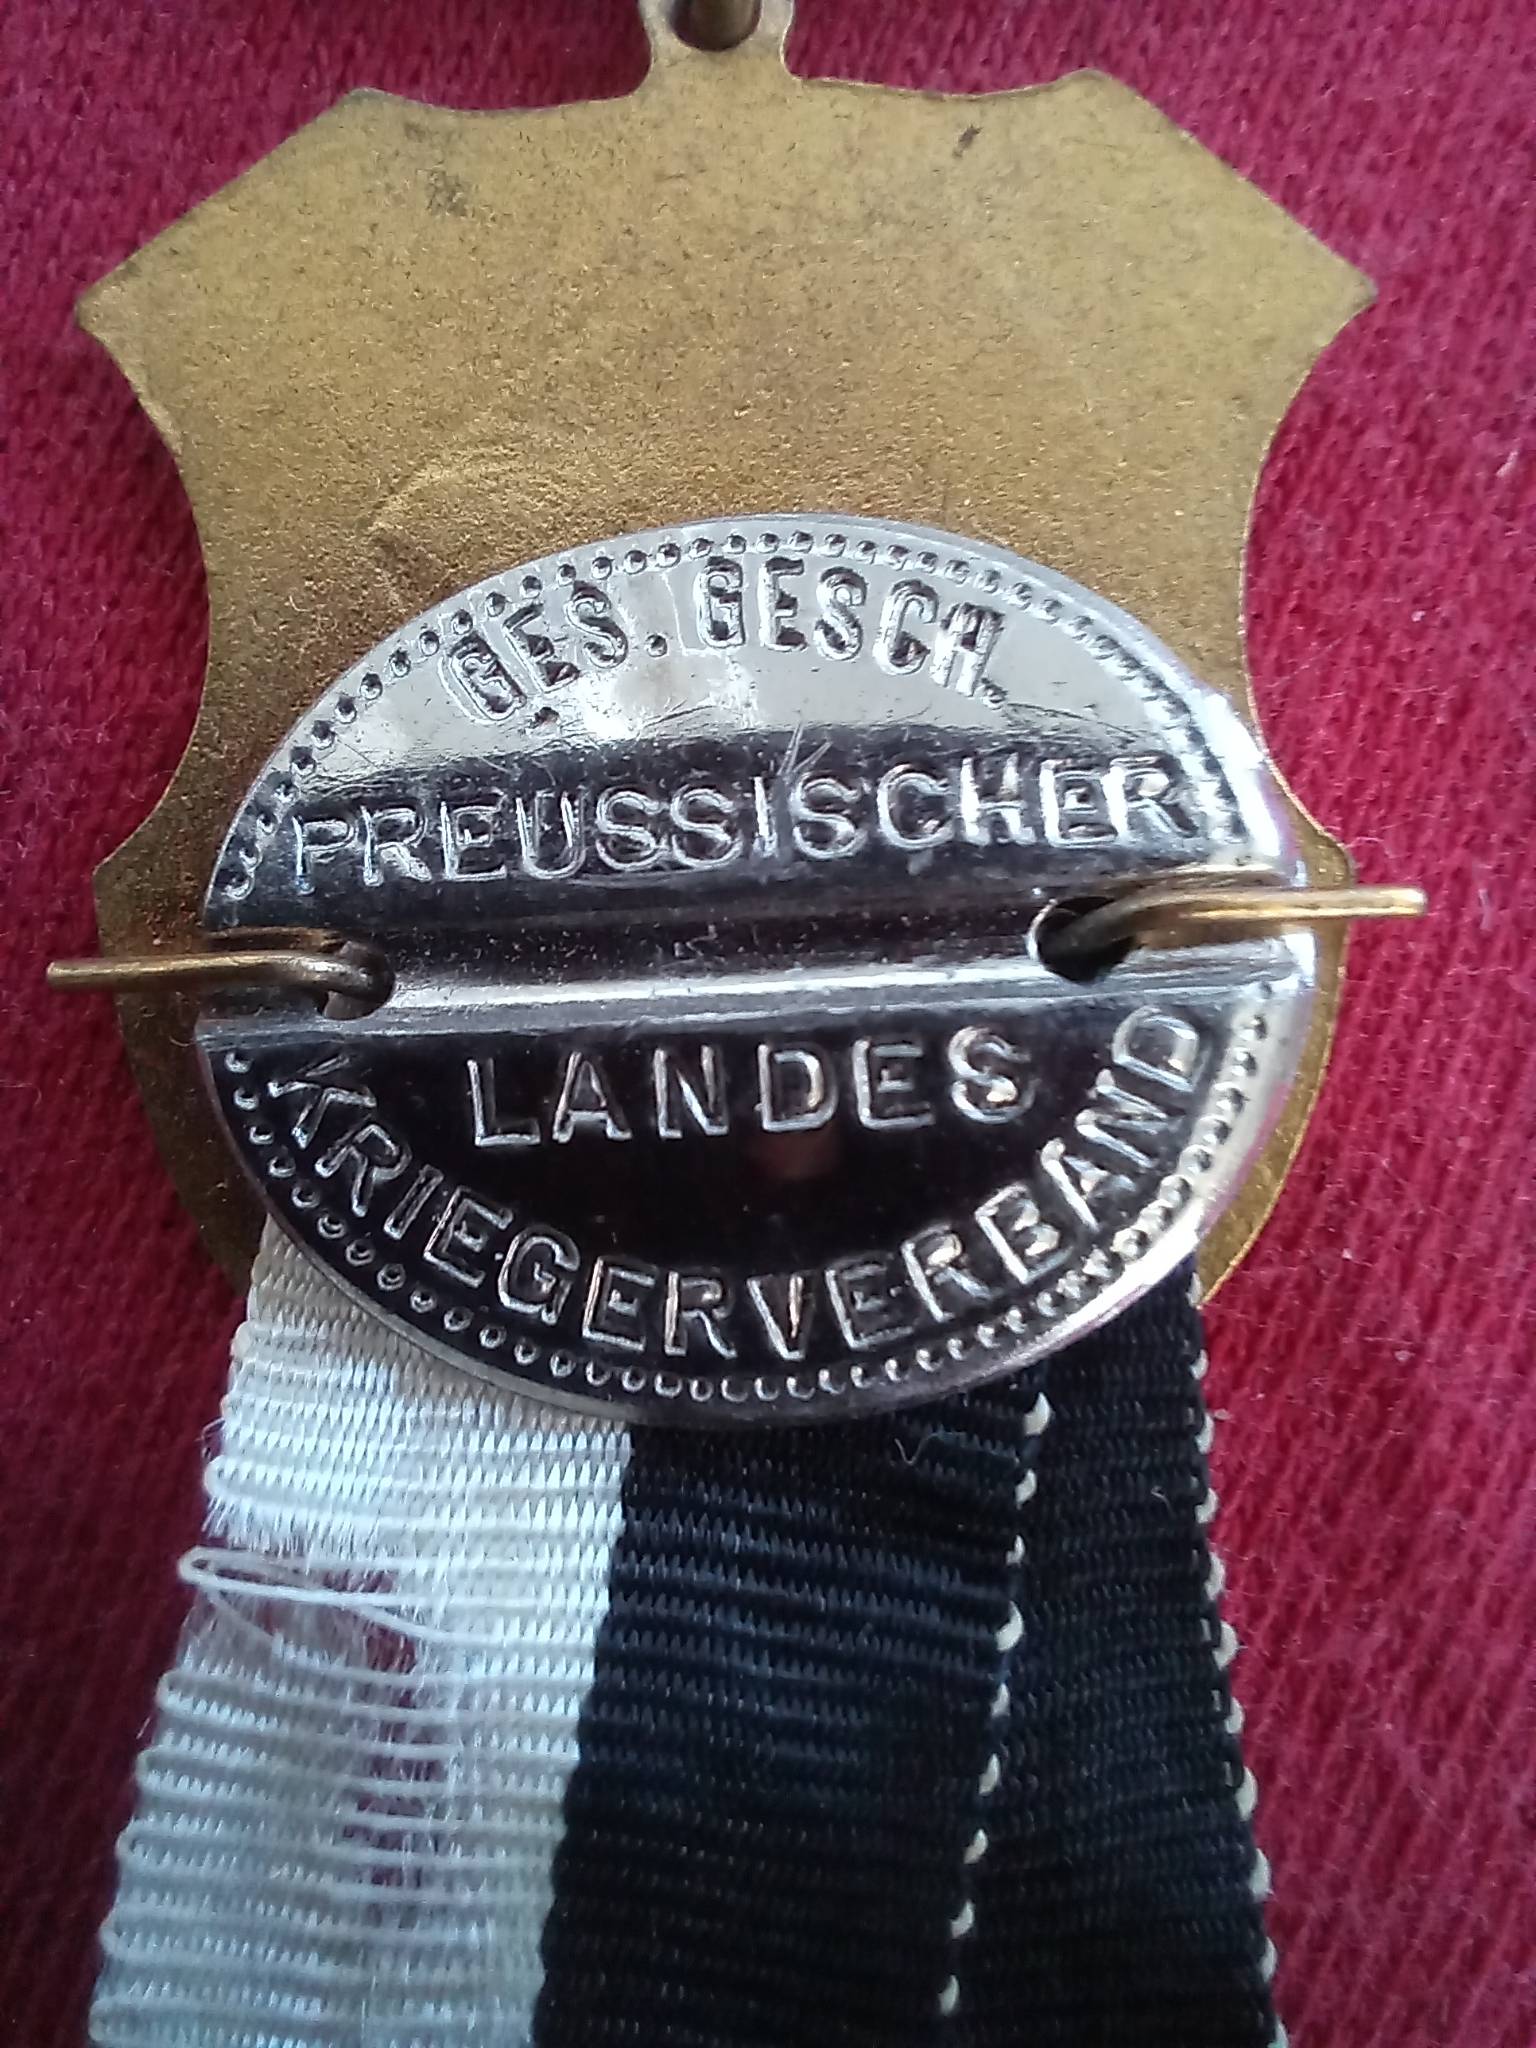 GES. GESCH.
PREUSSISCHER
LANDES
KRIEGERVERBAND